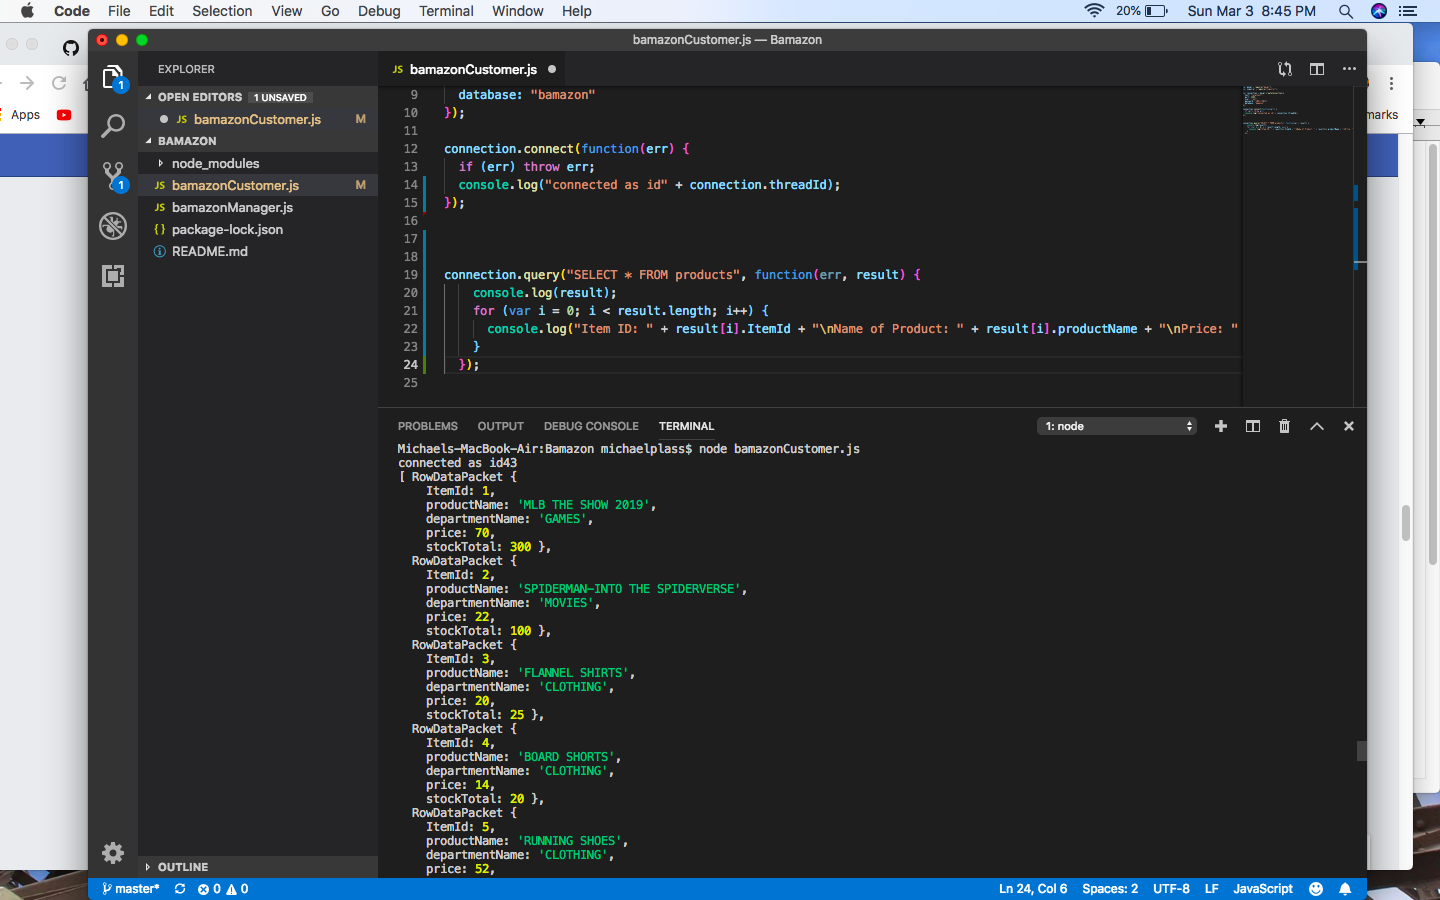 Code File Edit Selection View Go Debug Terminal Window Help 20% Sun Mar 3 8:45 PM
bamazonCustomer.js — Bamazon
Apps
marks
EXPLORER
OPEN EDITORS 1 UNSAVED
JS bamazonCustomer.js M
BAMAZON
node_modules
JS bamazonCustomer.js M
JS bamazonManager.js
{} package-lock.json
README.md
OUTLINE
1
1
JS bamazonCustomer.js
9 database: "bamazon"
10 });
11
12 connection.connect(function(err) {
13 if (err) throw err;
14 console.log("connected as id" + connection.threadId);
15 });
16
17
18
19 connection.query("SELECT * FROM products", function(err, result) {
20 console.log(result);
21 for (var i = 0; i < result.length; i++) {
22 console.log("Item ID: " + result[i].ItemId + "\nName of Product: " + result[i].productName + "\nPrice: "
23 }
24 });
25
PROBLEMS OUTPUT DEBUG CONSOLE TERMINAL 1: node
Michaels-MacBook-Air:Bamazon michaelplass$ node bamazonCustomer.js
connected as id43
[ RowDataPacket {
ItemId: 1,
productName: 'MLB THE SHOW 2019',
departmentName: 'GAMES',
price: 70,
stockTotal: 300 },
RowDataPacket {
ItemId: 2,
productName: 'SPIDERMAN-INTO THE SPIDERVERSE',
departmentName: 'MOVIES',
price: 22,
stockTotal: 100 },
RowDataPacket {
ItemId: 3,
productName: 'FLANNEL SHIRTS',
departmentName: 'CLOTHING',
price: 20,
stockTotal: 25 },
RowDataPacket {
ItemId: 4,
productName: 'BOARD SHORTS',
departmentName: 'CLOTHING',
price: 14,
stockTotal: 20 },
RowDataPacket {
ItemId: 5,
productName: 'RUNNING SHOES',
departmentName: 'CLOTHING',
price: 52,
master* 0 0 Ln 24, Col 6 Spaces: 2 UTF-8 LF JavaScript